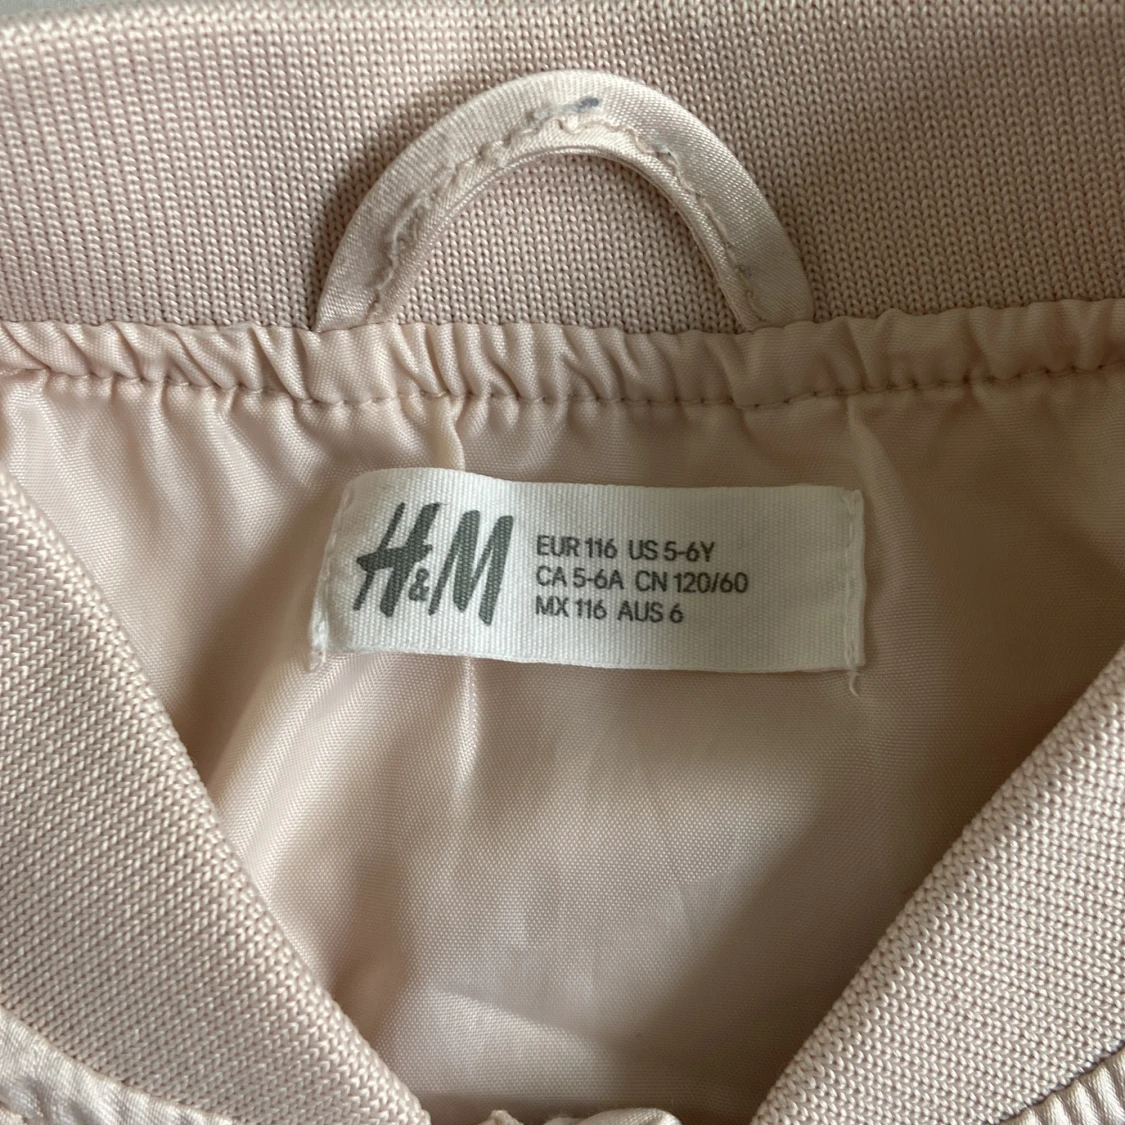 H&M
EUR 116 US 5-6Y
CA 5-6A CN 120/60
MX 116 AUS 6